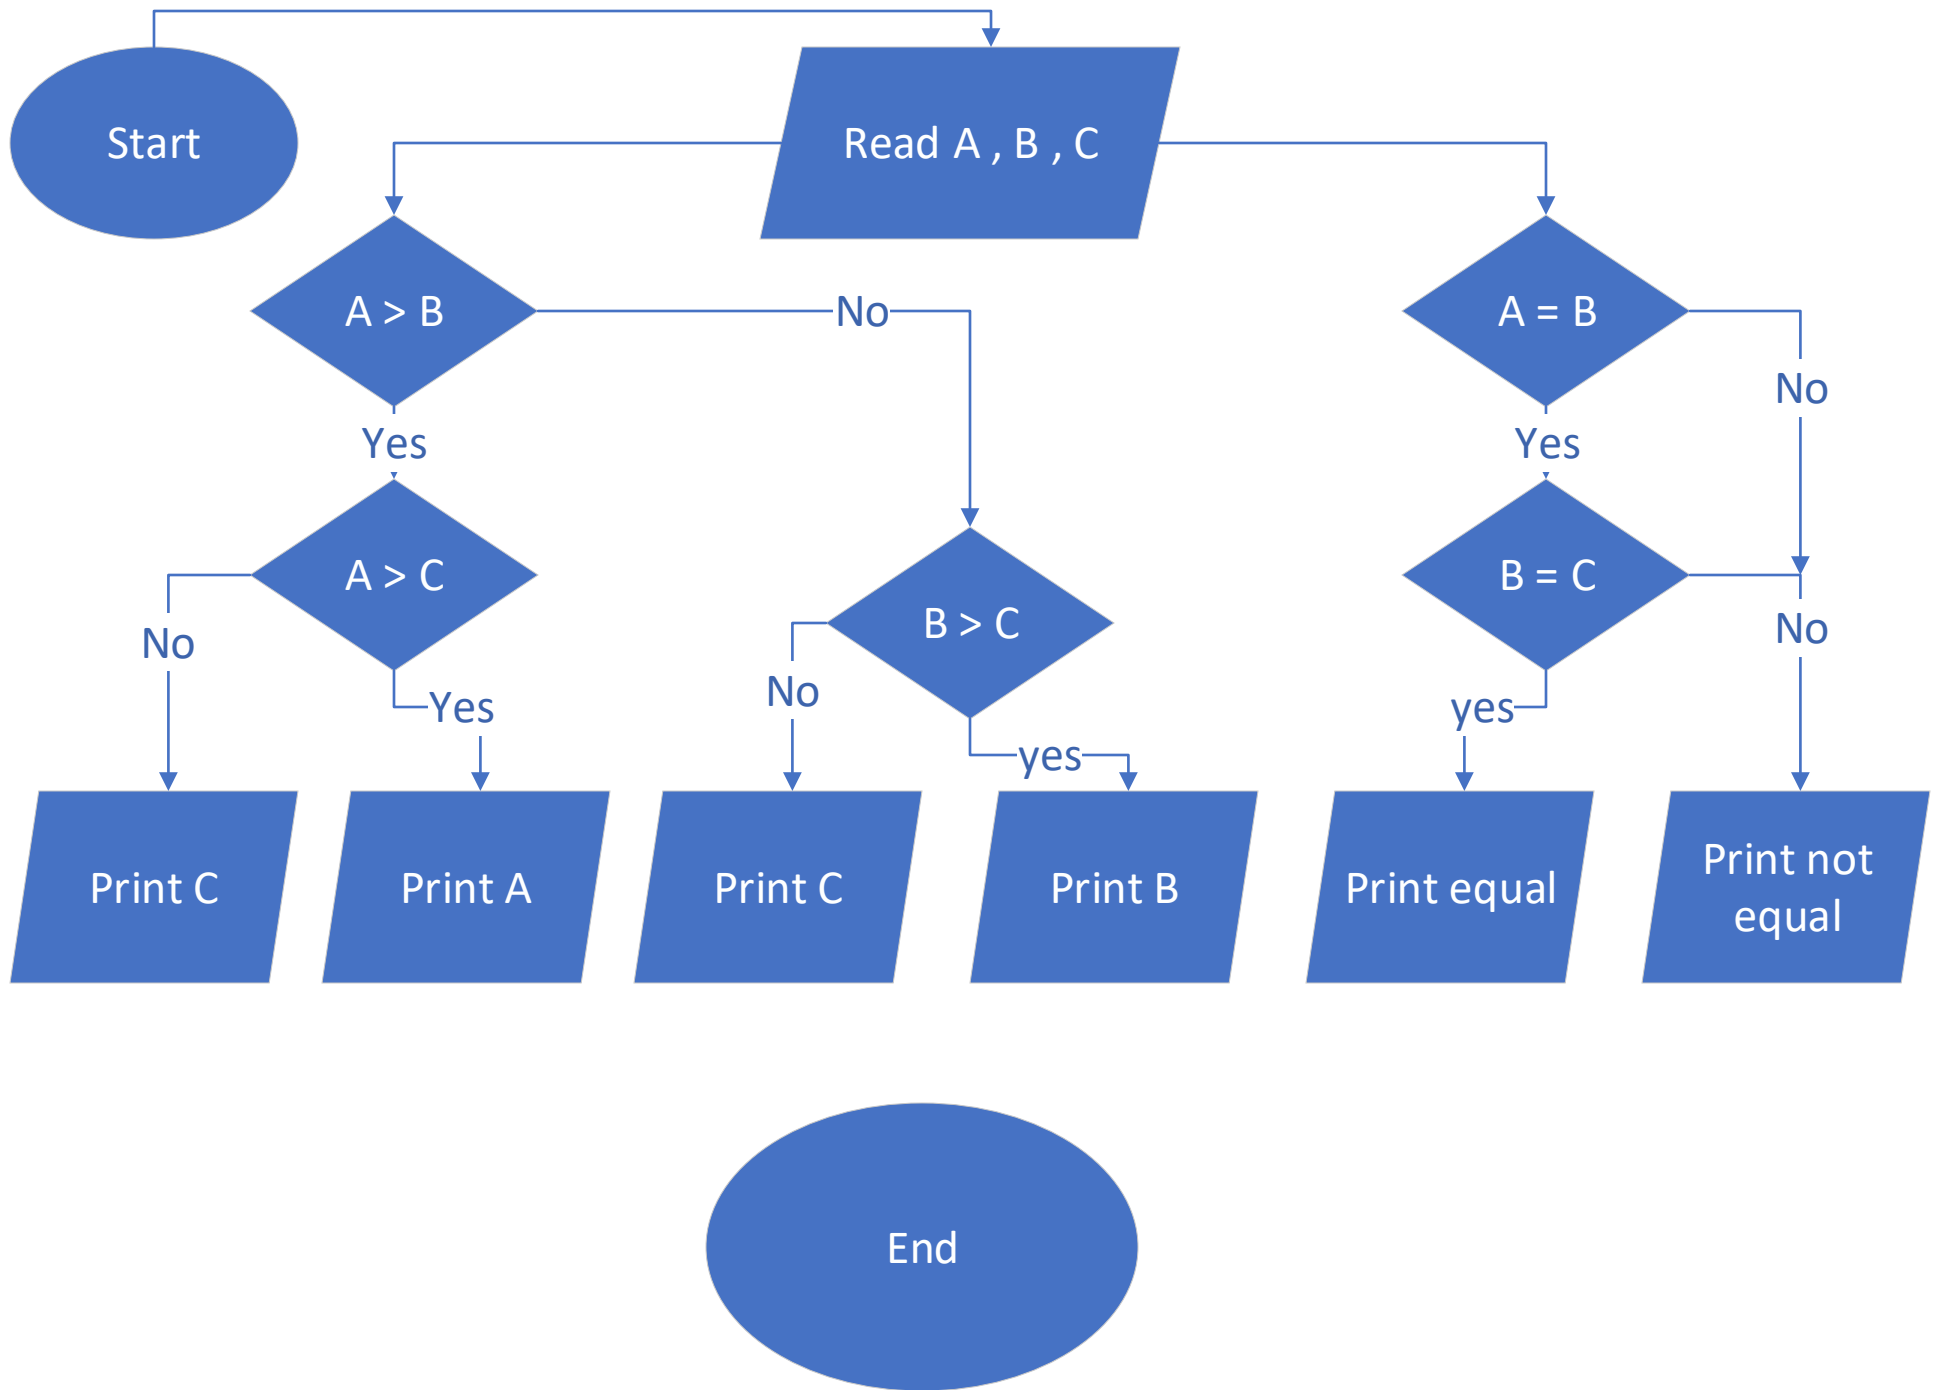 Start
Read A , B , C
A > B
No
A = B
No
Yes
Yes
A > C
B > C
B = C
No
No
No
Yes
yes
yes
Print C
Print A
Print C
Print B
Print equal
Print not
equal
End